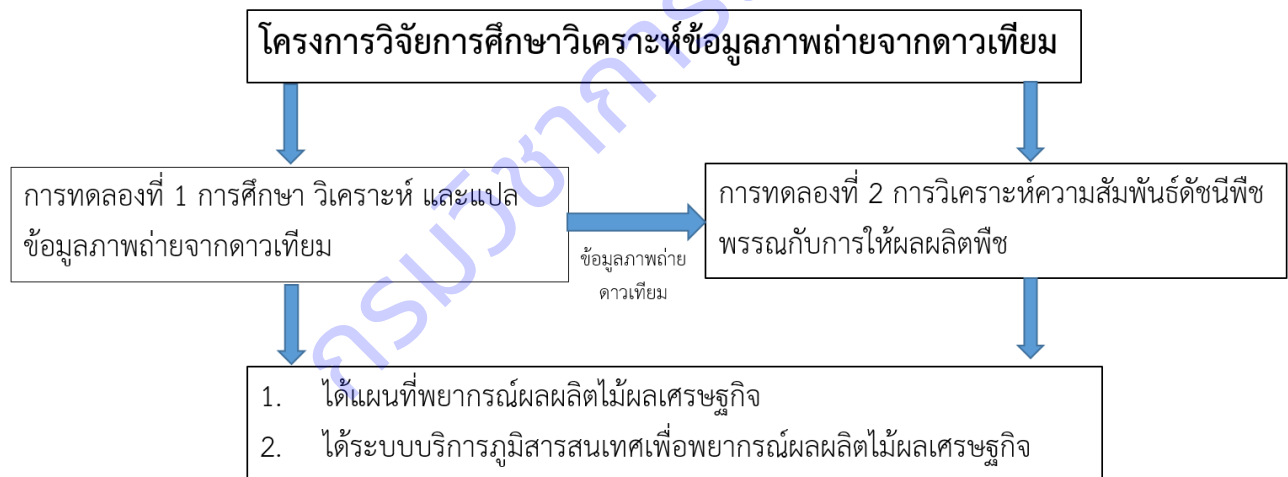 โครงการวิจัยการศึกษาวิเคราะห์ข้อมูลภาพถ่ายจากดาวเทียม
การทดลองที่ 1 การศึกษา วิเคราะห์ และแปล
ข้อมูลภาพถ่ายจากดาวเทียม
ข้อมูลภาพถ่าย
ดาวเทียม
การทดลองที่ 2 การวิเคราะห์ความสัมพันธ์ดัชนีพืช
พรรณกับการให้ผลผลิตพืช
1. ได้แผนที่พยากรณ์ผลผลิตไม้ผลเศรษฐกิจ
2. ได้ระบบบริการภูมิสารสนเทศเพื่อพยากรณ์ผลผลิตไม้ผลเศรษฐกิจ